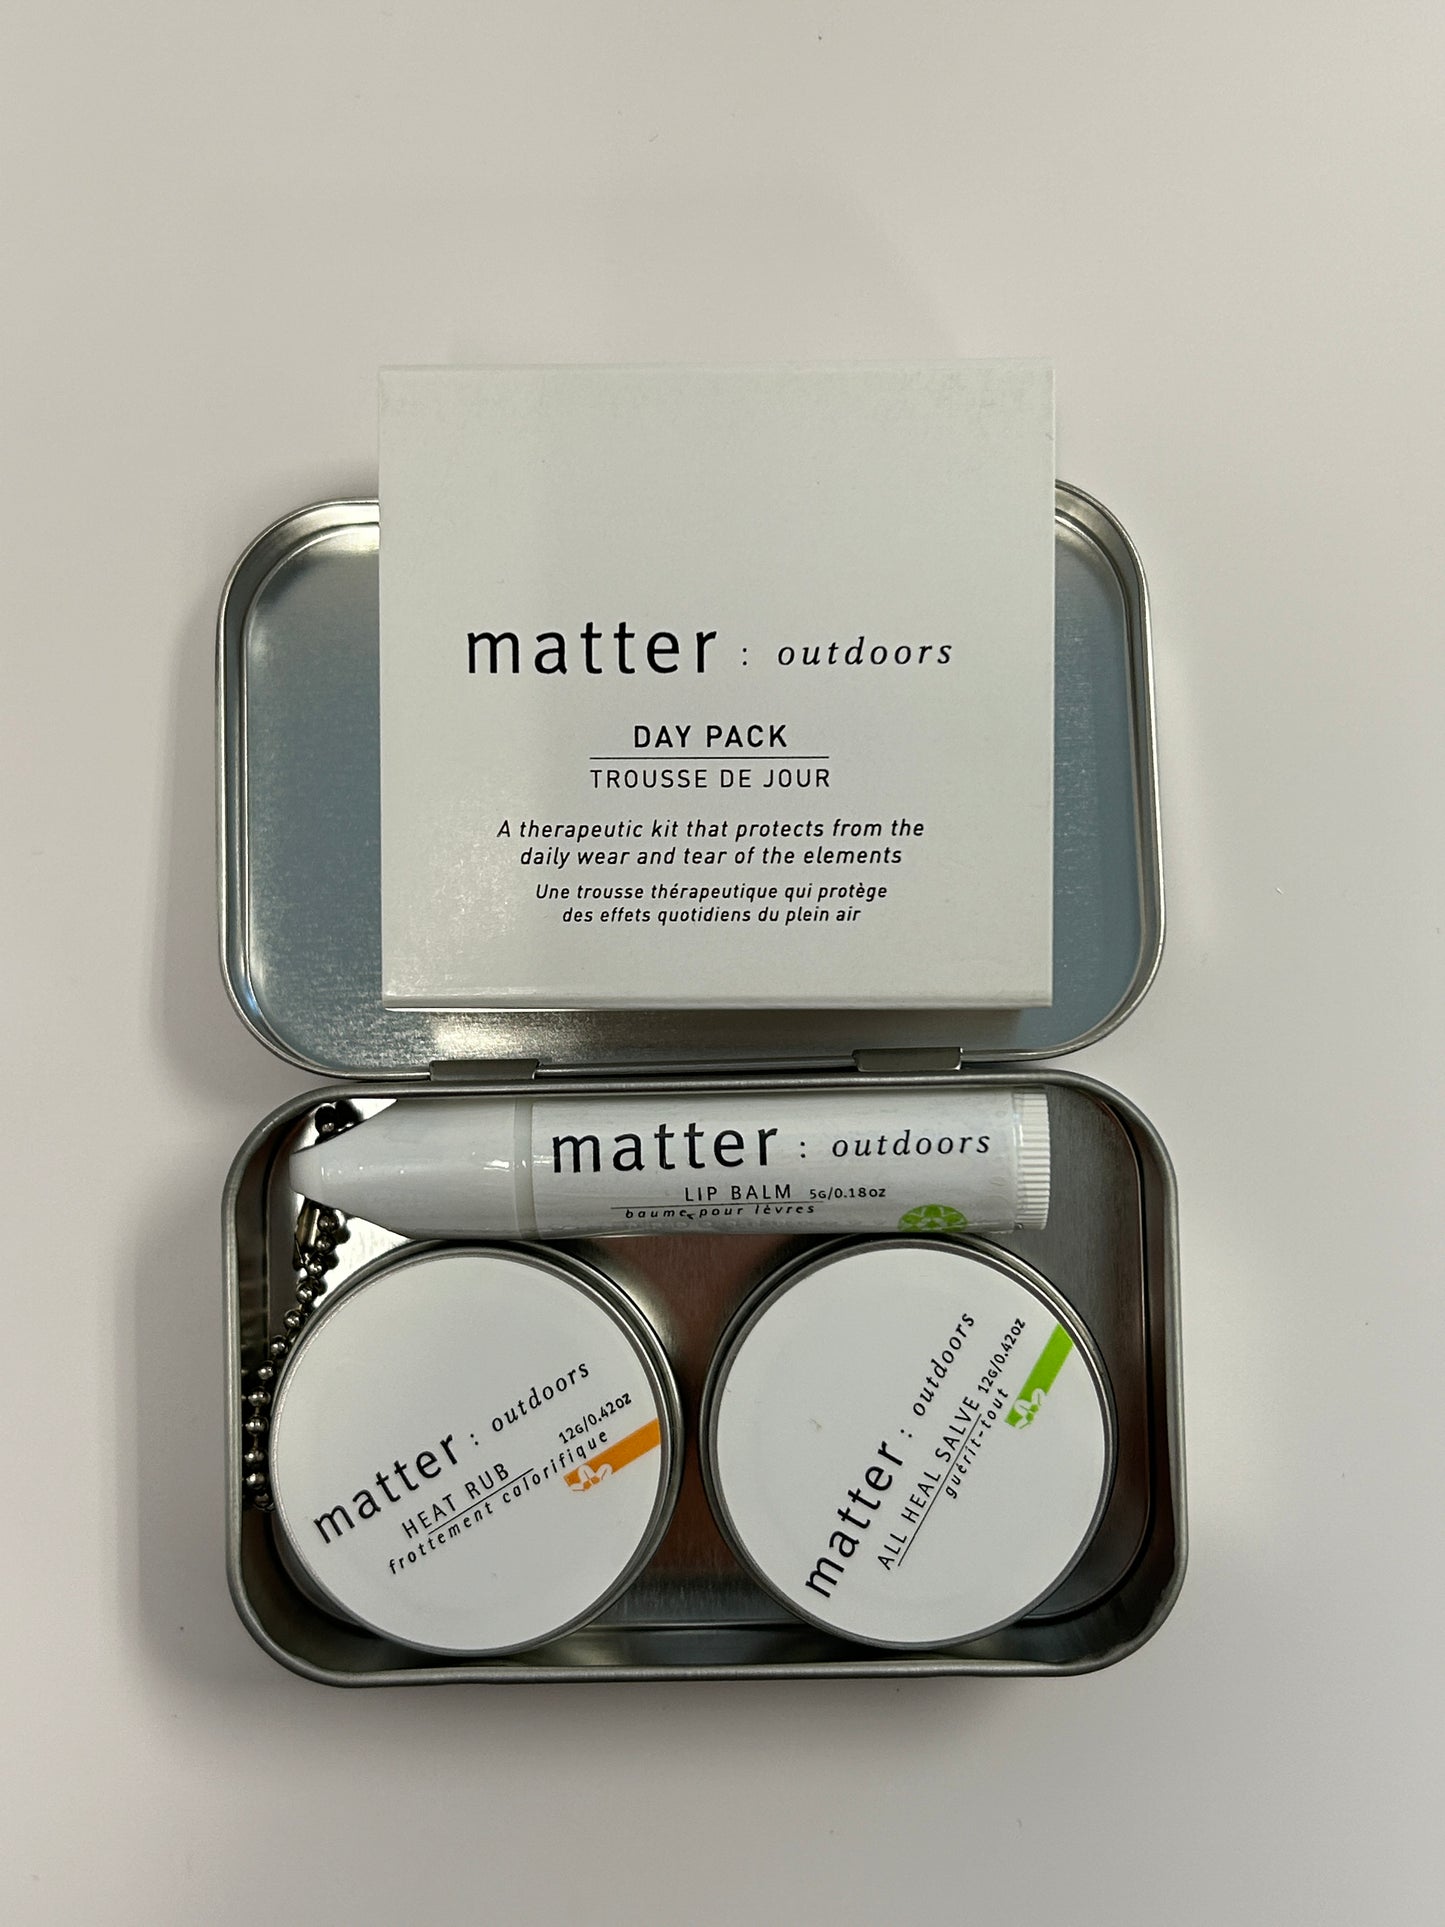 matter : outdoors
DAY PACK
TROUSSE DE JOUR
A therapeutic kit that protects from the
daily wear and tear of the elements
Une trousse thérapeutique qui protège
des effets quotidiens du plein air
matter : outdoors
LIP BALM 5G/0.18OZ
baume pour lèvres
matter : outdoors
HEAT RUB 12G/0.42OZ
frottement calorifique
matter : outdoors
ALL HEAL SALVE 12G/0.42OZ
guérit-tout